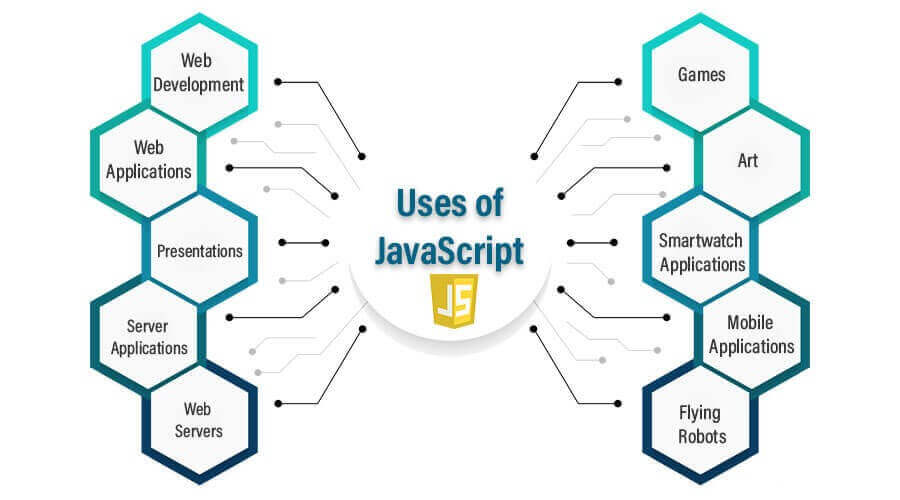 Web
Development
Web
Applications
Presentations
Server
Applications
Web
Servers
Uses of
JavaScript
JS
Games
Art
Smartwatch
Applications
Mobile
Applications
Flying
Robots